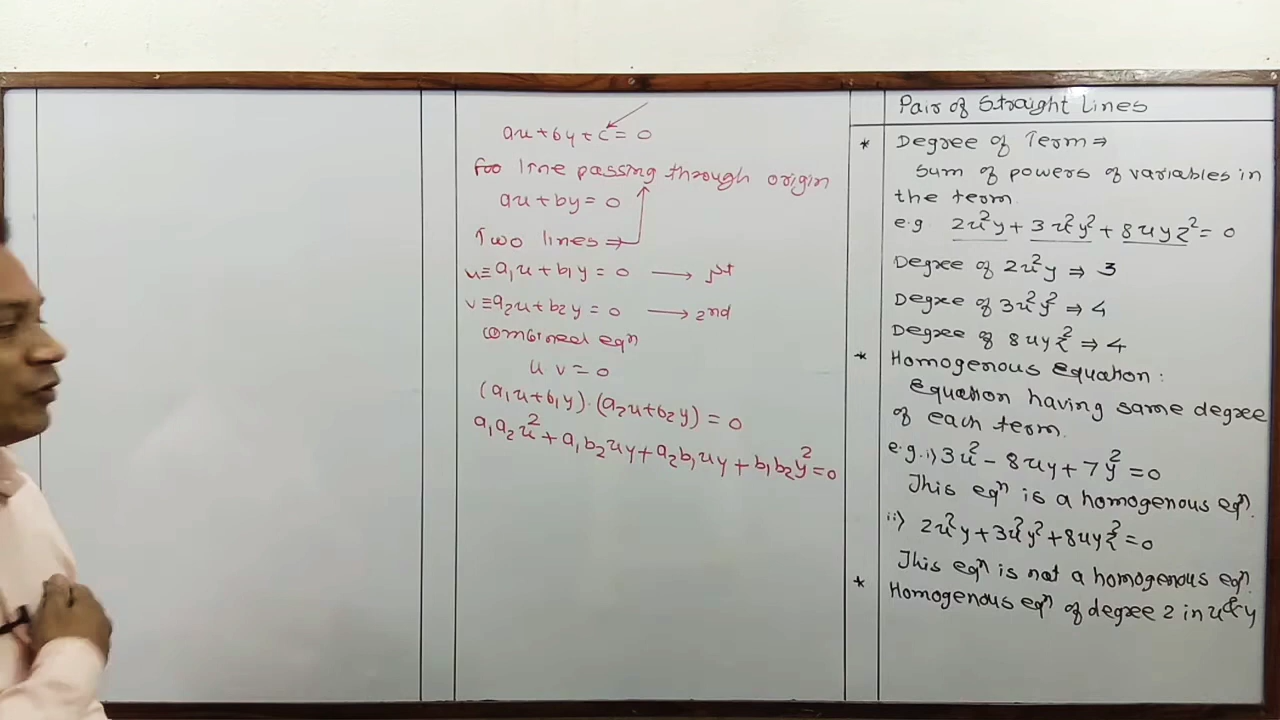 ax+by+c=0
for line passing through origin
ax+by=0
Two lines ⇒
u≡a₁x+b₁y=0 → 1st
v≡a₂x+b₂y=0 → 2nd
combined eqⁿ
u v = 0
(a₁x+b₁y)·(a₂x+b₂y)=0
a₁a₂x²+a₁b₂xy+a₂b₁xy+b₁b₂y²=0
Pair of Straight Lines
* Degree of Term ⇒
Sum of powers of variables in
the term.
e.g 2x²y+3x²y²+8xyz²=0
Degree of 2x²y ⇒ 3
Degree of 3x²y² ⇒ 4
Degree of 8xyz² ⇒ 4
* Homogenous Equation:
Equation having same degree
of each term.
e.g. i) 3x²-8xy+7y²=0
This eqⁿ is a homogenous eqⁿ.
ii) 2x²y+3x²y²+8xyz²=0
This eqⁿ is not a homogenous eqⁿ.
* Homogenous eqⁿ of degree 2 in x & y